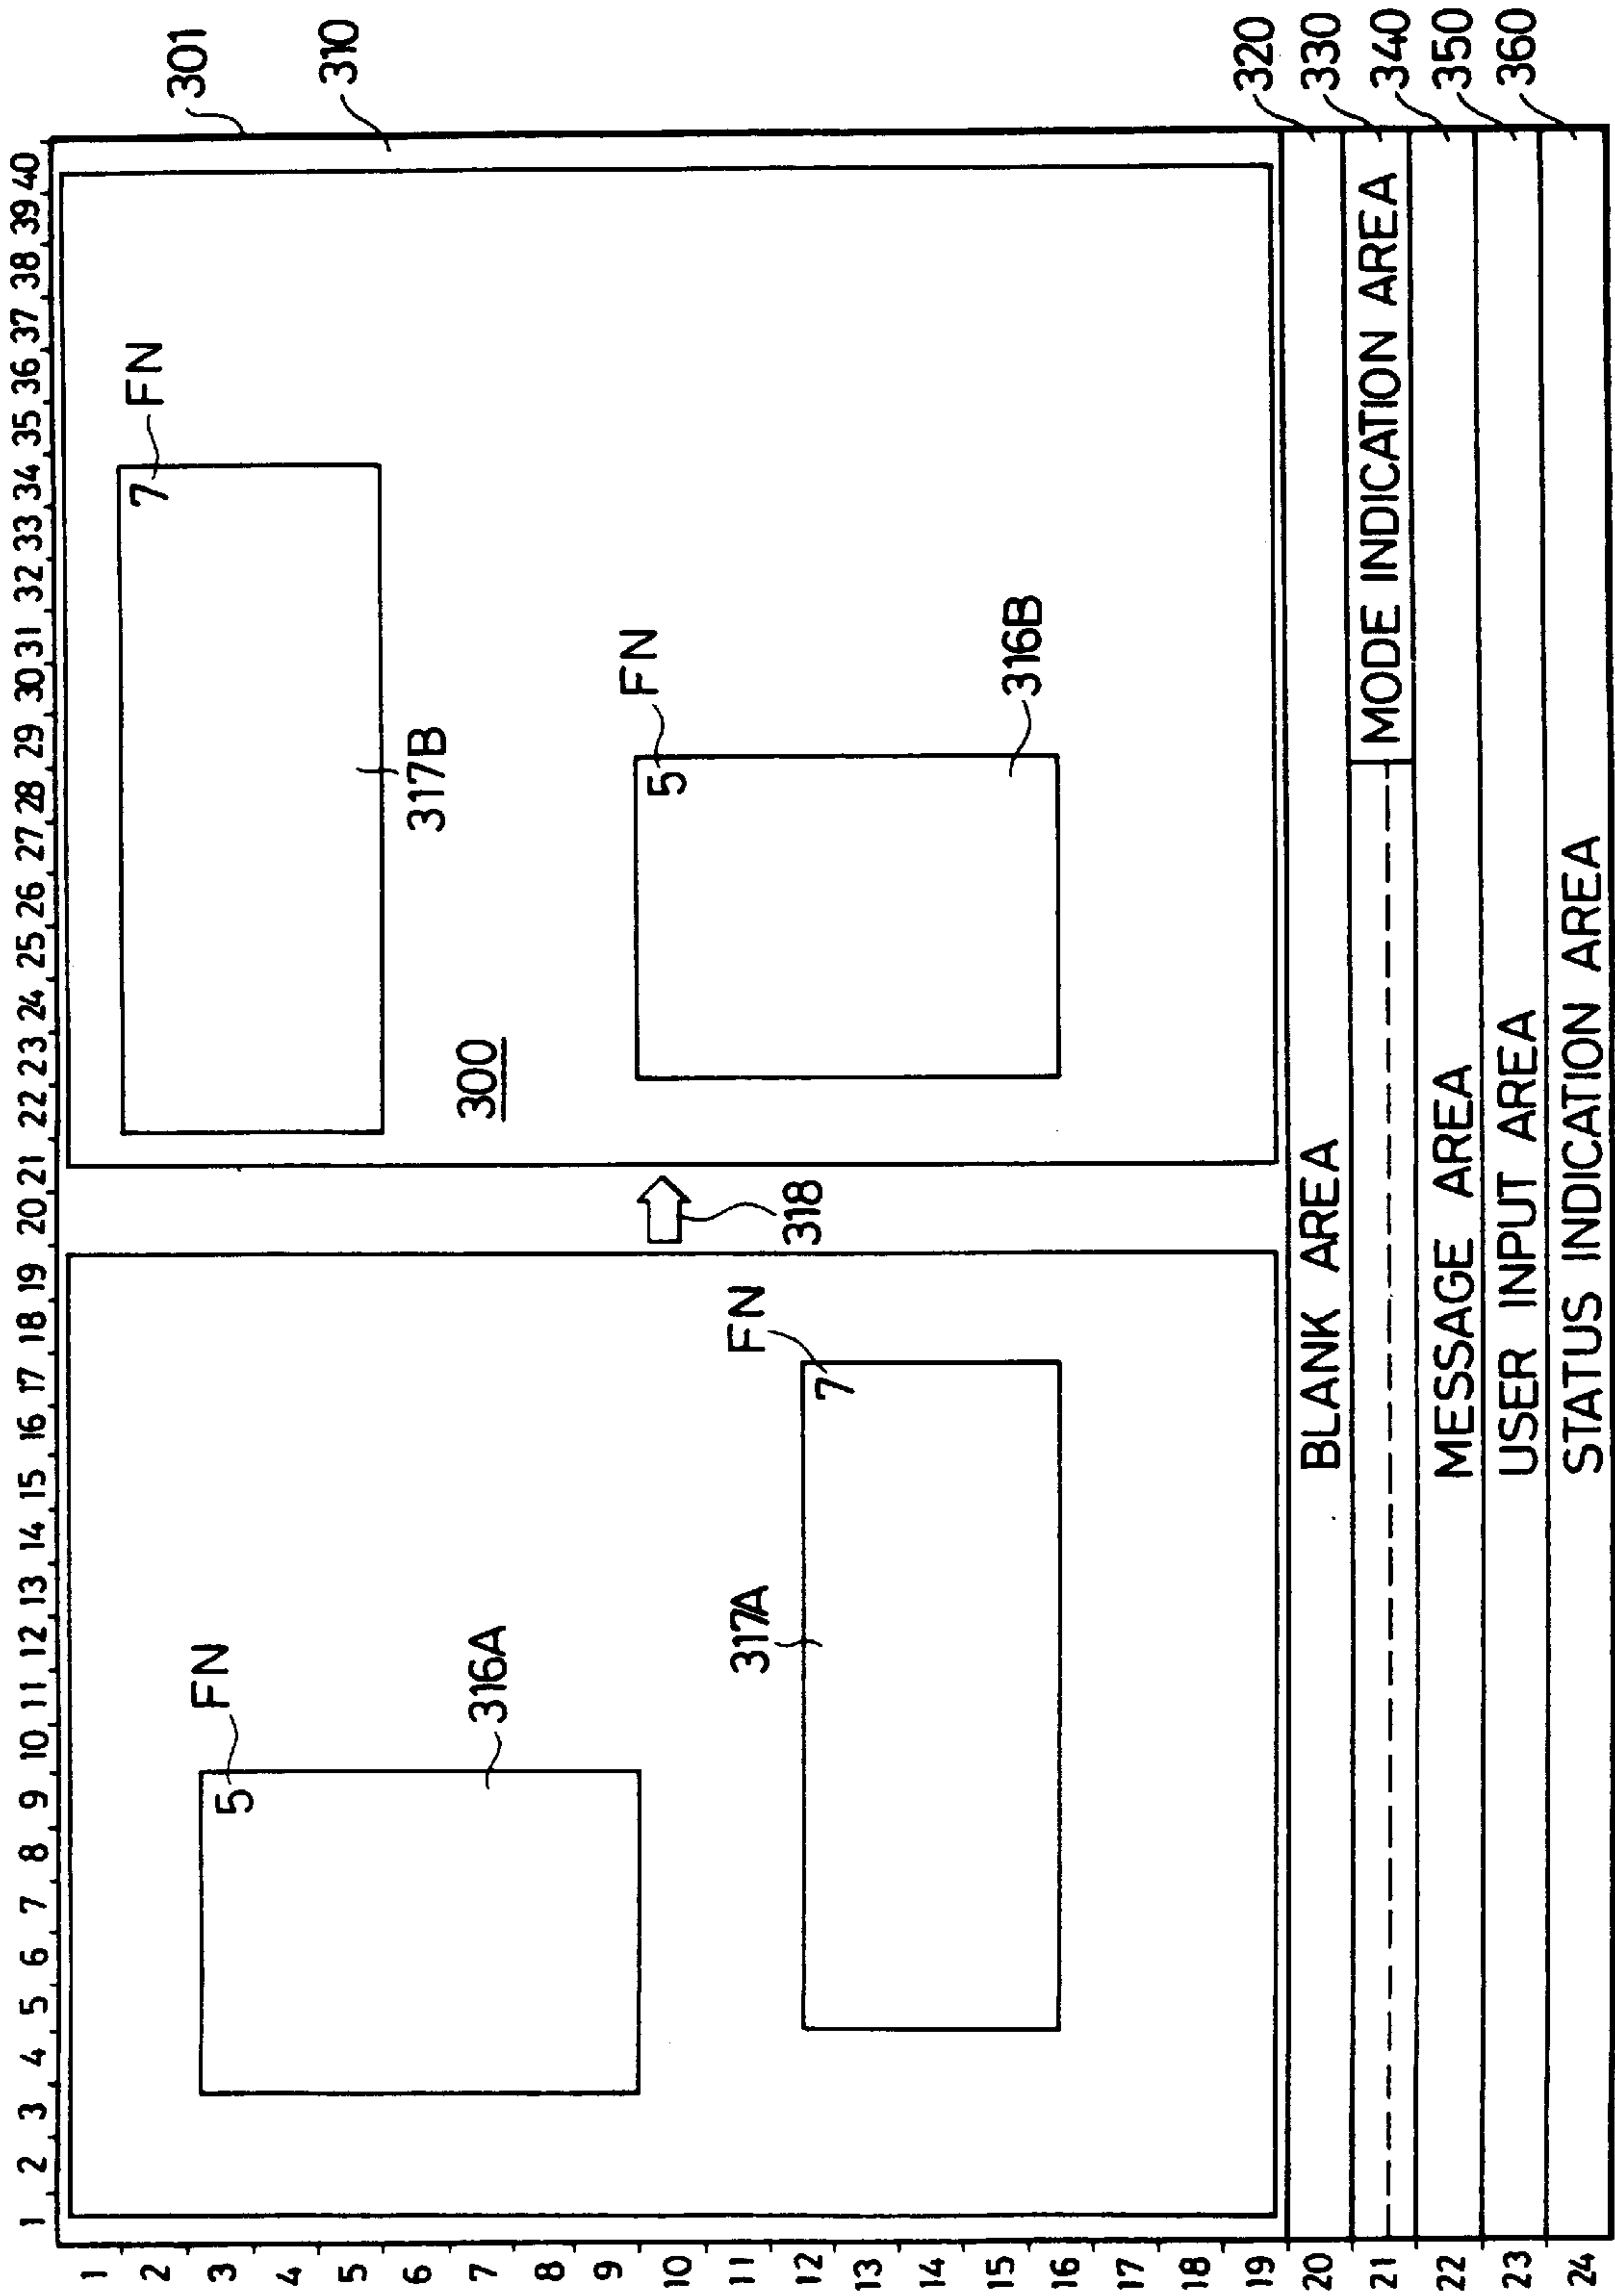 1 2 3 4 5 6 7 8 9 10 11 12 13 14 15 16 17 18 19 20 21 22 23 24 25 26 27 28 29 30 31 32 33 34 35 36 37 38 39 40
301
310
1
2
3
4
5
6
7
8
9
10
11
12
13
14
15
16
17
18
19
20
21
22
23
24
5 FN
316A
317A
7 FN
318
7 FN
317B
300
5 FN
316B
BLANK AREA 320
MODE INDICATION AREA 330
MESSAGE AREA 340
USER INPUT AREA 350
STATUS INDICATION AREA 360